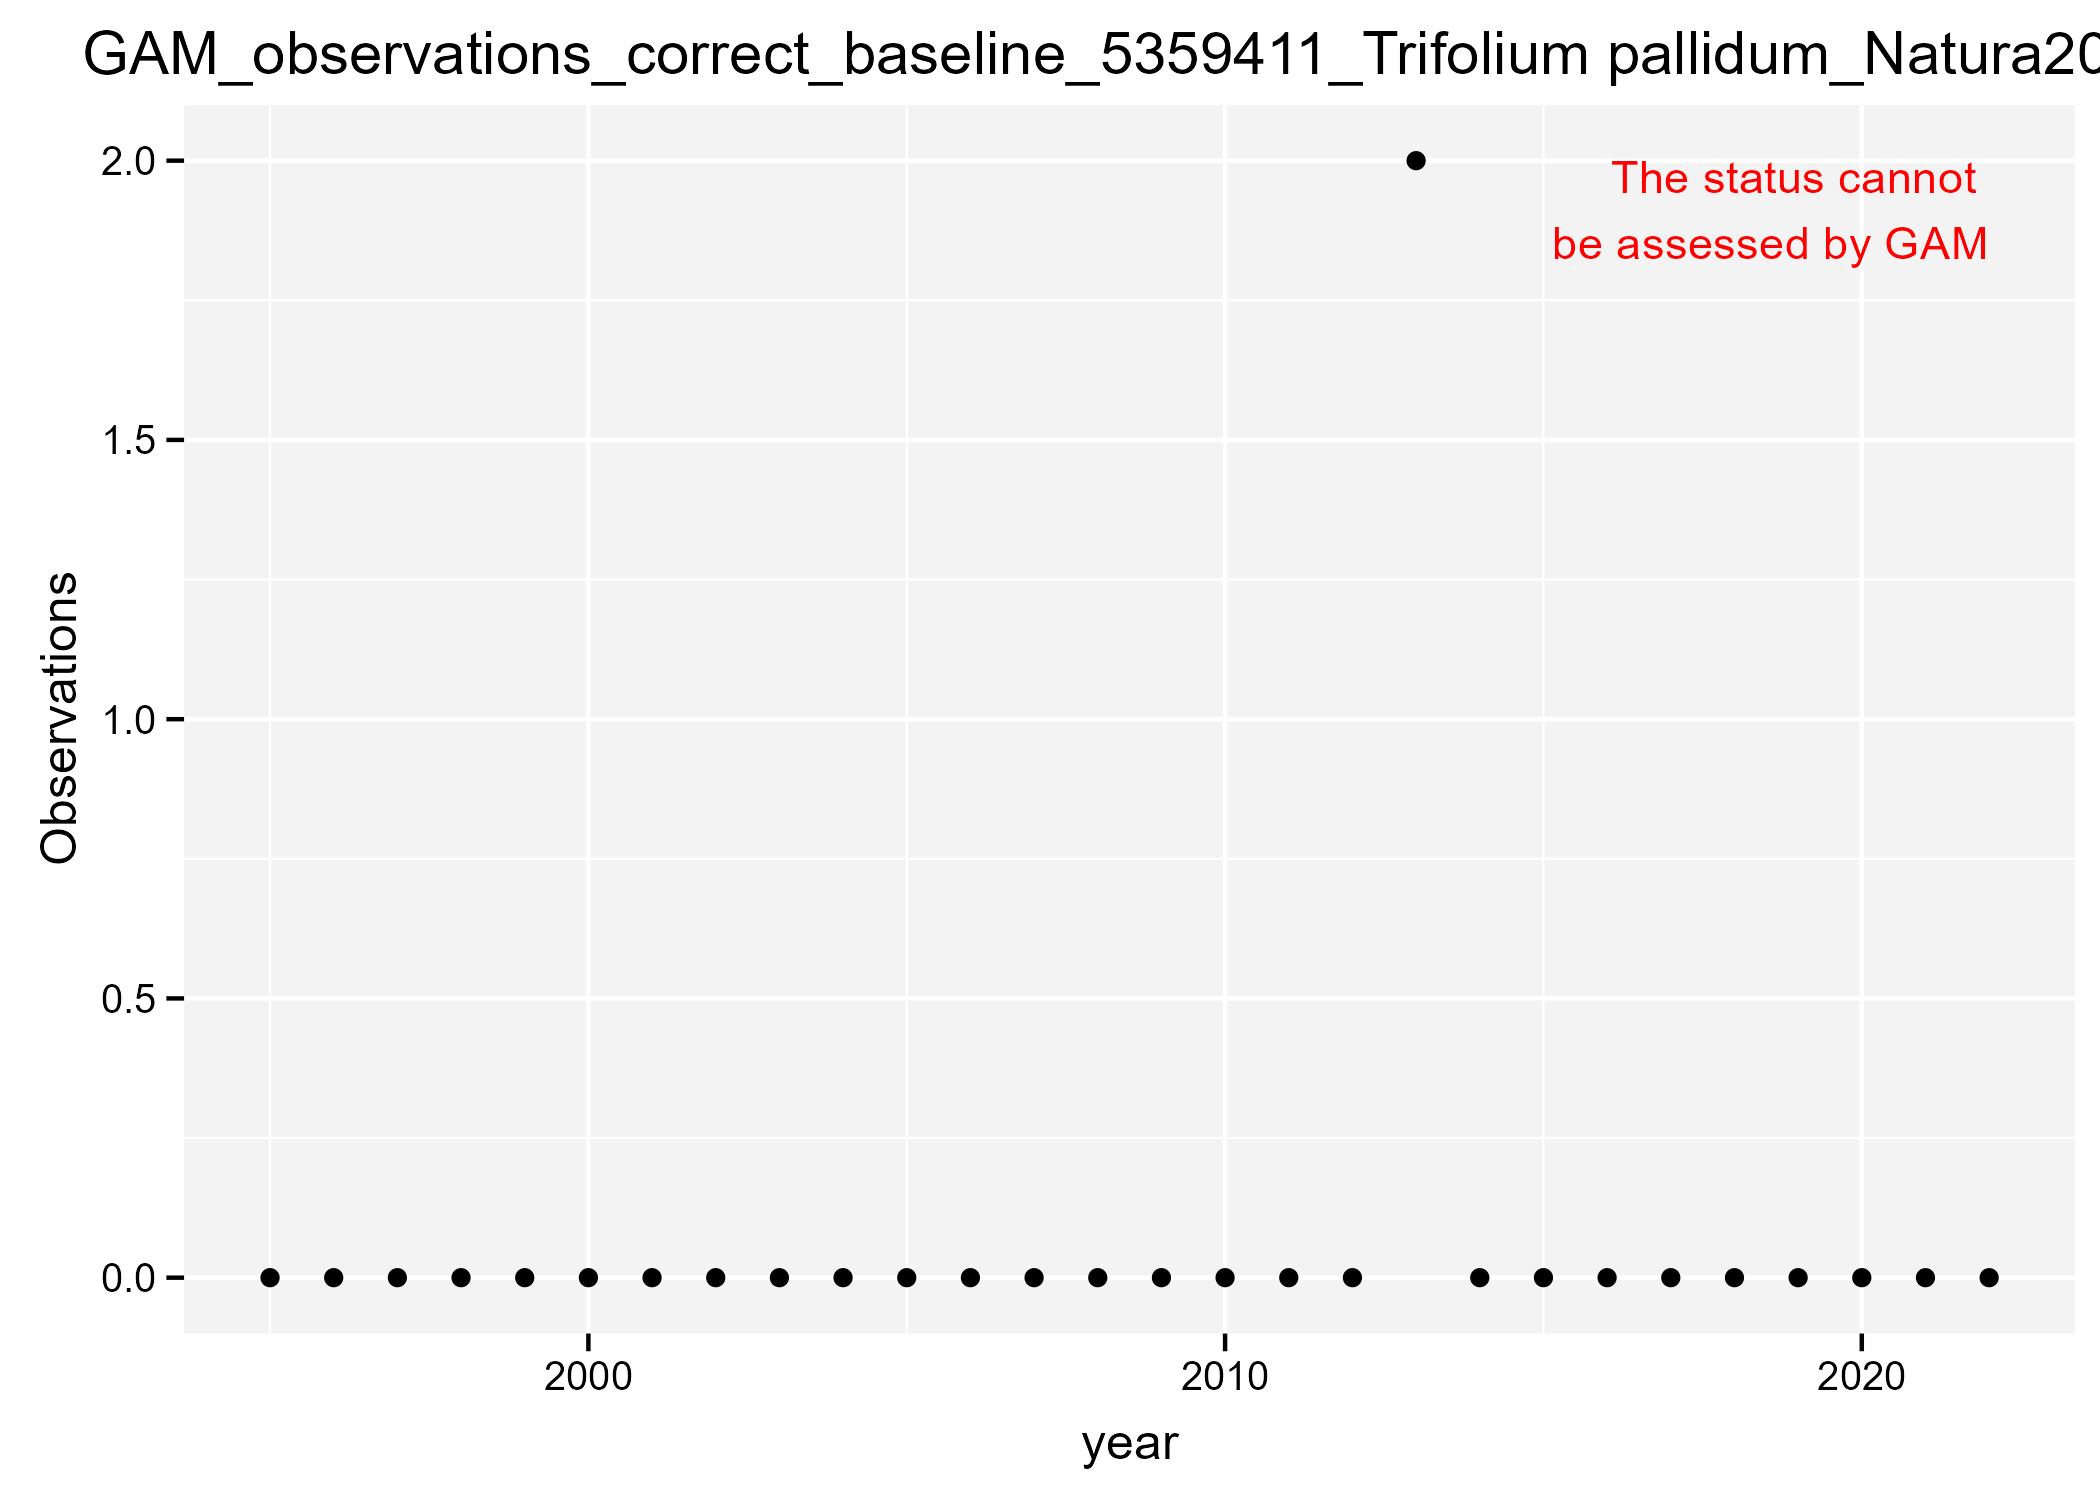 GAM_observations_correct_baseline_5359411_Trifolium pallidum_Natura20
2.0
The status cannot
be assessed by GAM
1.5
1.0
0.5
0.0
Observations
2000
2010
2020
year